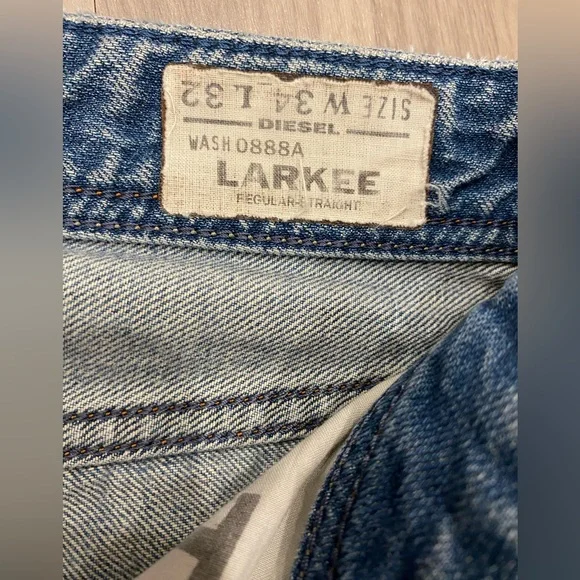 SIZE W 34 L 32
DIESEL
WASH 0888A
LARKEE
REGULAR-STRAIGHT